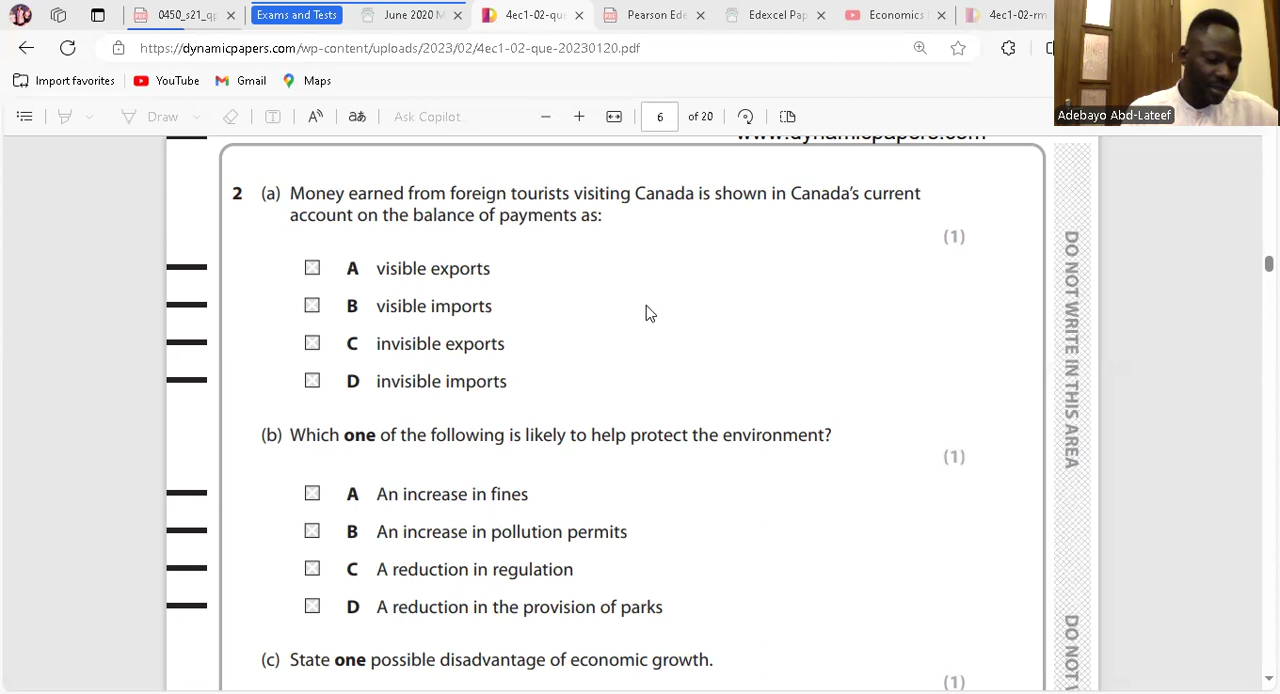 0450_s21_qp
Exams and Tests
June 2020 M
4ec1-02-que
Pearson Ede
Edexcel Pap
Economics
4ec1-02-rm
https://dynamicpapers.com/wp-content/uploads/2023/02/4ec1-02-que-20230120.pdf
Import favorites
YouTube
Gmail
Maps
Draw
aあ
Ask Copilot
6
of 20
Adebayo Abd-Lateef
www.dynamicpapers.com
2 (a) Money earned from foreign tourists visiting Canada is shown in Canada's current
account on the balance of payments as:
(1)
A visible exports
B visible imports
C invisible exports
D invisible imports
(b) Which one of the following is likely to help protect the environment?
(1)
A An increase in fines
B An increase in pollution permits
C A reduction in regulation
D A reduction in the provision of parks
(c) State one possible disadvantage of economic growth.
(1)
DO NOT WRITE IN THIS AREA
DO NOT